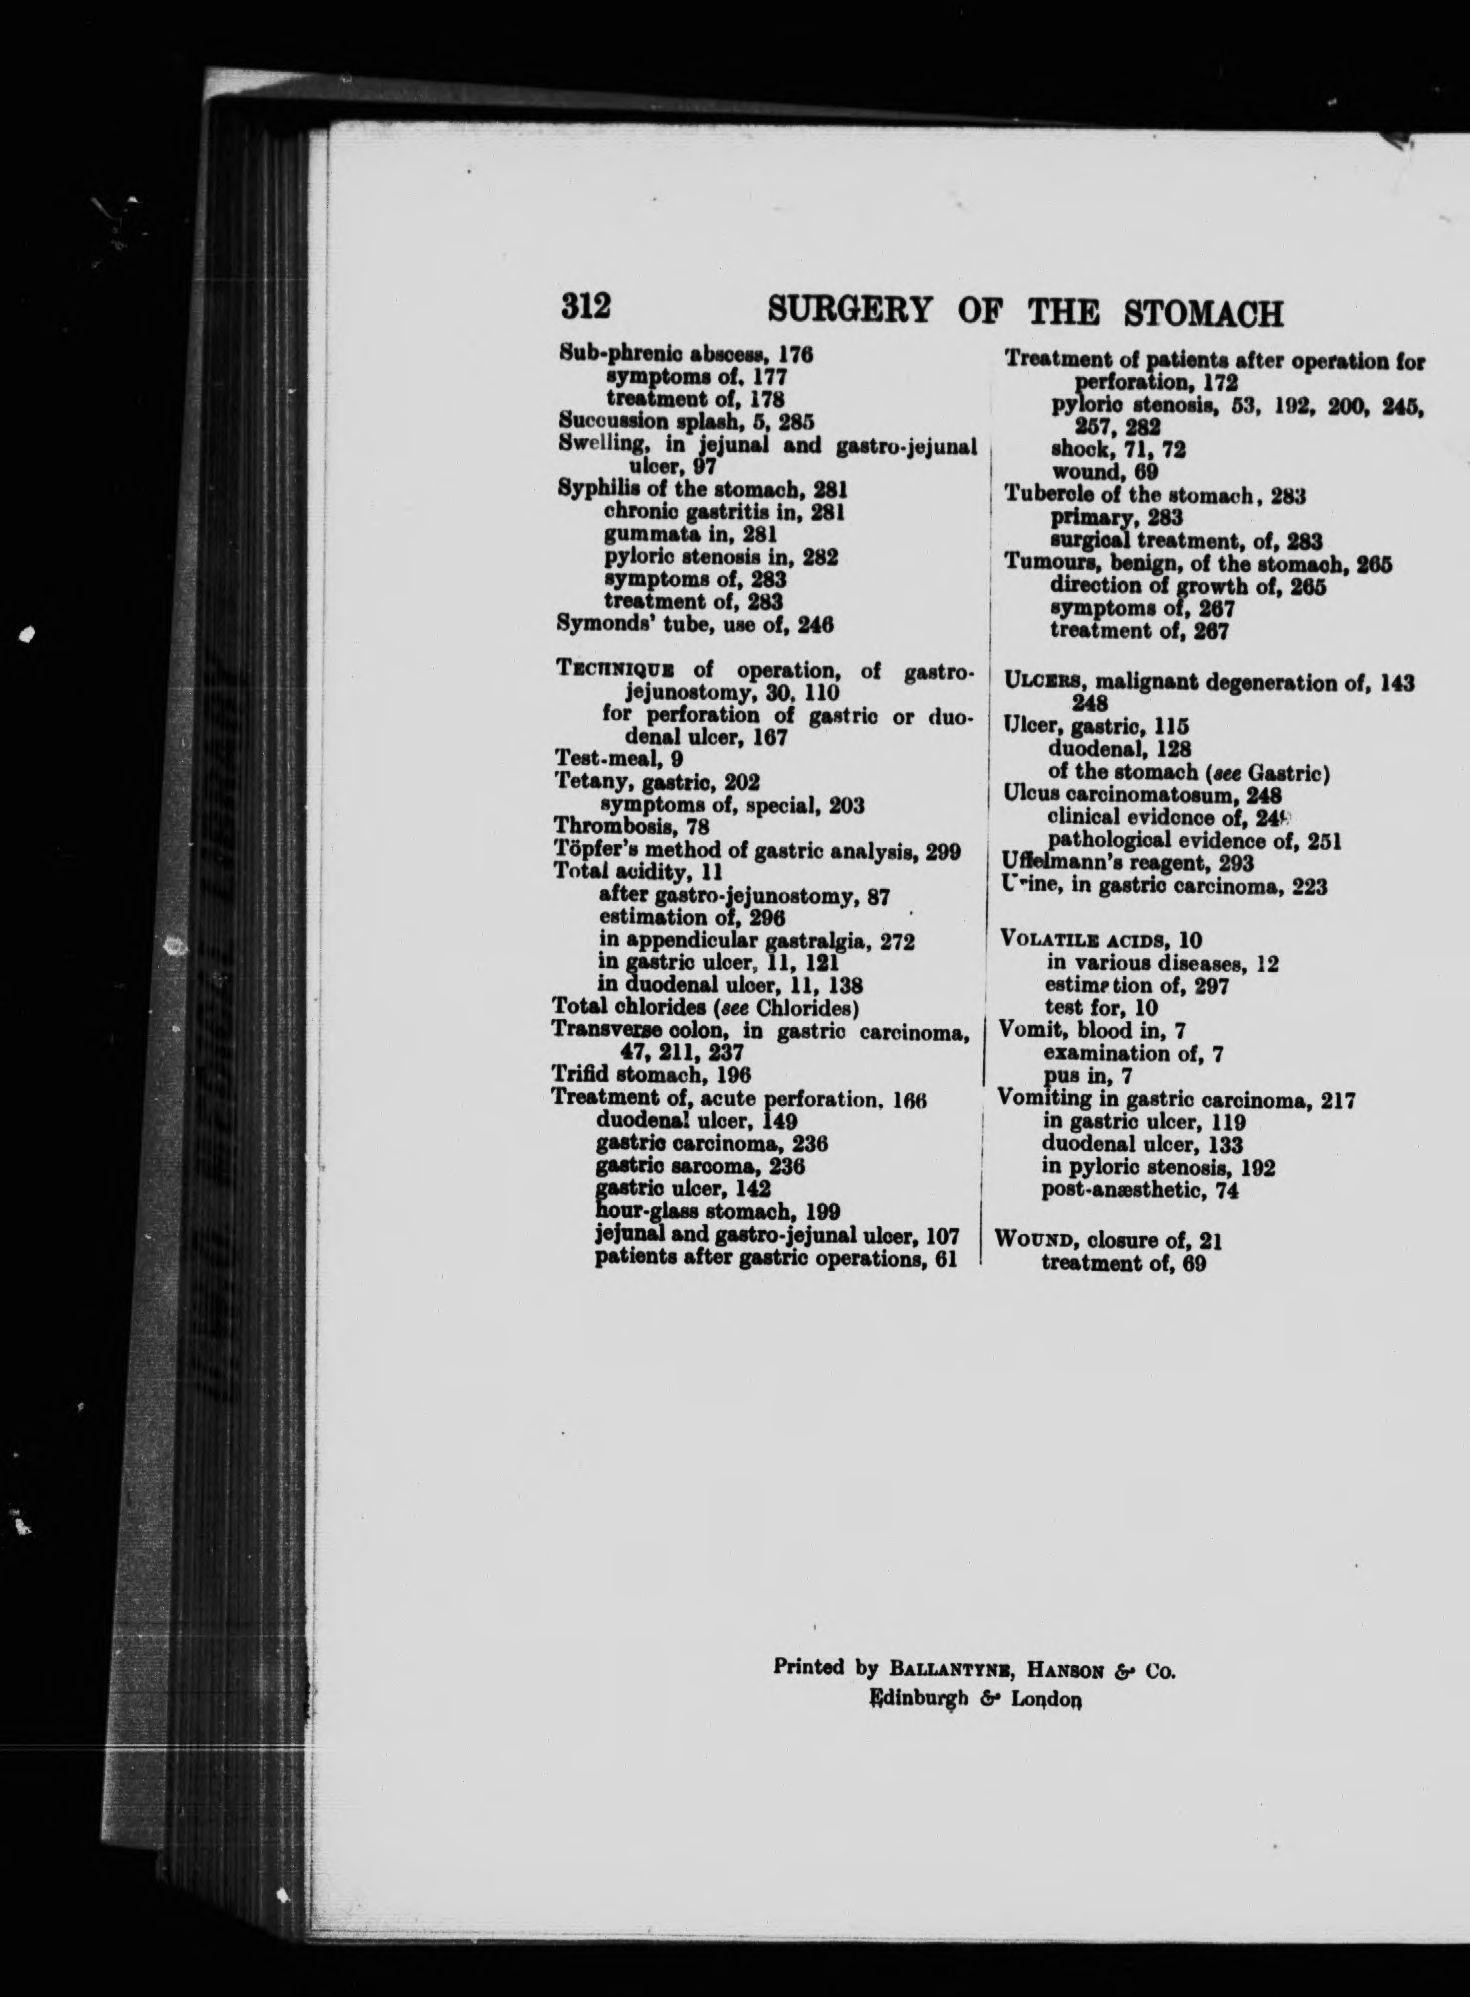 312 SURGERY OF THE STOMACH
Sub-phrenic abscess, 176
symptoms of, 177
treatment of, 178
Succussion splash, 5, 285
Swelling, in jejunal and gastro-jejunal
ulcer, 97
Syphilis of the stomach, 281
chronic gastritis in, 281
gummata in, 281
pyloric stenosis in, 282
symptoms of, 283
treatment of, 283
Symonds' tube, use of, 246
TECHNIQUE of operation, of gastro-
jejunostomy, 30, 110
for perforation of gastric or duo-
denal ulcer, 167
Test-meal, 9
Tetany, gastric, 202
symptoms of, special, 203
Thrombosis, 78
Töpfer's method of gastric analysis, 299
Total acidity, 11
after gastro-jejunostomy, 87
estimation of, 296
in appendicular gastralgia, 272
in gastric ulcer, 11, 121
in duodenal ulcer, 11, 138
Total chlorides (see Chlorides)
Transverse colon, in gastric carcinoma,
47, 211, 237
Trifid stomach, 196
Treatment of, acute perforation, 166
duodenal ulcer, 149
gastric carcinoma, 236
gastric sarcoma, 236
gastric ulcer, 142
hour-glass stomach, 199
jejunal and gastro-jejunal ulcer, 107
patients after gastric operations, 61
Treatment of patients after operation for
perforation, 172
pyloric stenosis, 53, 192, 200, 245,
257, 282
shock, 71, 72
wound, 69
Tubercle of the stomach, 283
primary, 283
surgical treatment, of, 283
Tumours, benign, of the stomach, 265
direction of growth of, 265
symptoms of, 267
treatment of, 267
ULCERS, malignant degeneration of, 143
248
Ulcer, gastric, 115
duodenal, 128
of the stomach (see Gastric)
Ulcus carcinomatosum, 248
clinical evidence of,
pathological evidence of, 251
Uffelmann's reagent, 293
Urine, in gastric carcinoma, 223
VOLATILE ACIDS, 10
in various diseases, 12
estimation of, 297
test for, 10
Vomit, blood in, 7
examination of, 7
pus in, 7
Vomiting in gastric carcinoma, 217
in gastric ulcer, 119
duodenal ulcer, 133
in pyloric stenosis, 192
post-anæsthetic, 74
WOUND, closure of, 21
treatment of, 69
Printed by BALLANTYNE, HANSON & Co.
Edinburgh & London